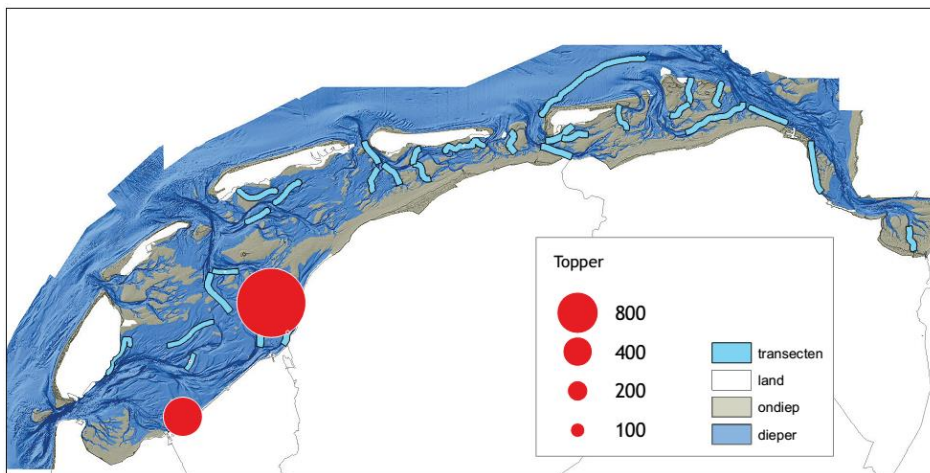 Topper
800
400
200
100
transecten
land
ondiep
dieper